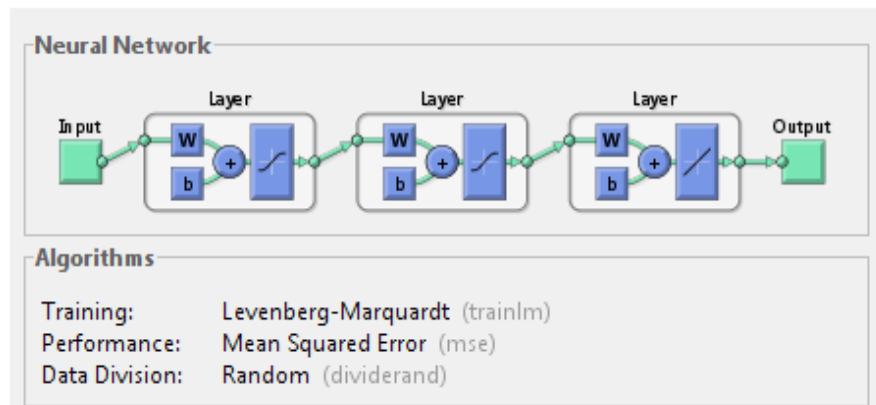 Neural Network
Layer Layer Layer
Input Output
W W W
+ + +
b b b
Algorithms
Training: Levenberg-Marquardt (trainlm)
Performance: Mean Squared Error (mse)
Data Division: Random (dividerand)